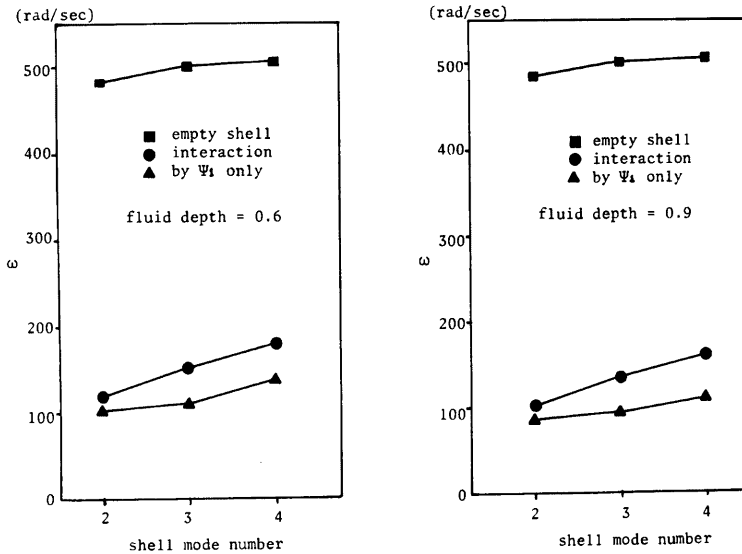 (rad/sec)
500
400
300
200
100
0
ω
■ empty shell
● interaction
▲ by Ψ₁ only
fluid depth = 0.6
2 3 4
shell mode number
(rad/sec)
500
400
300
200
100
0
ω
■ empty shell
● interaction
▲ by Ψ₁ only
fluid depth = 0.9
2 3 4
shell mode number